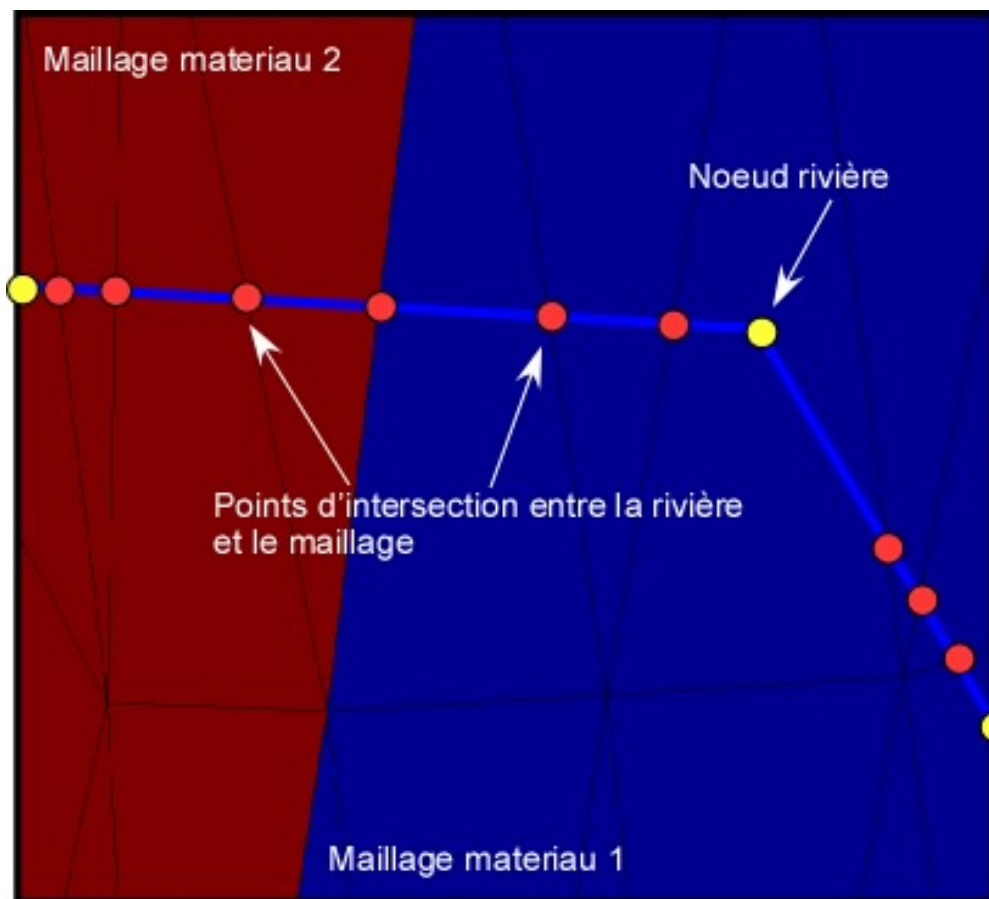 Maillage materiau 2
Noeud rivière
Points d'intersection entre la rivière
et le maillage
Maillage materiau 1